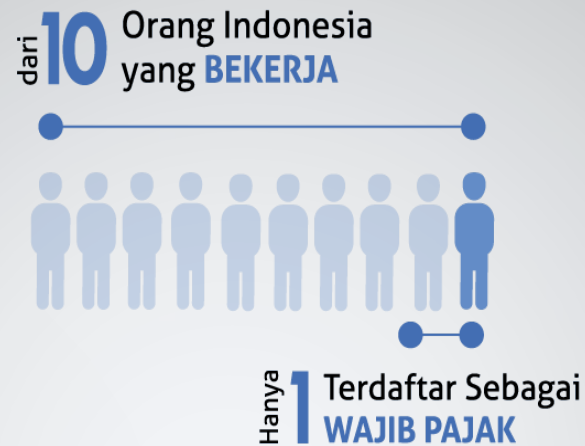 dari 10 Orang Indonesia
yang BEKERJA
Hanya 1 Terdaftar Sebagai
WAJIB PAJAK